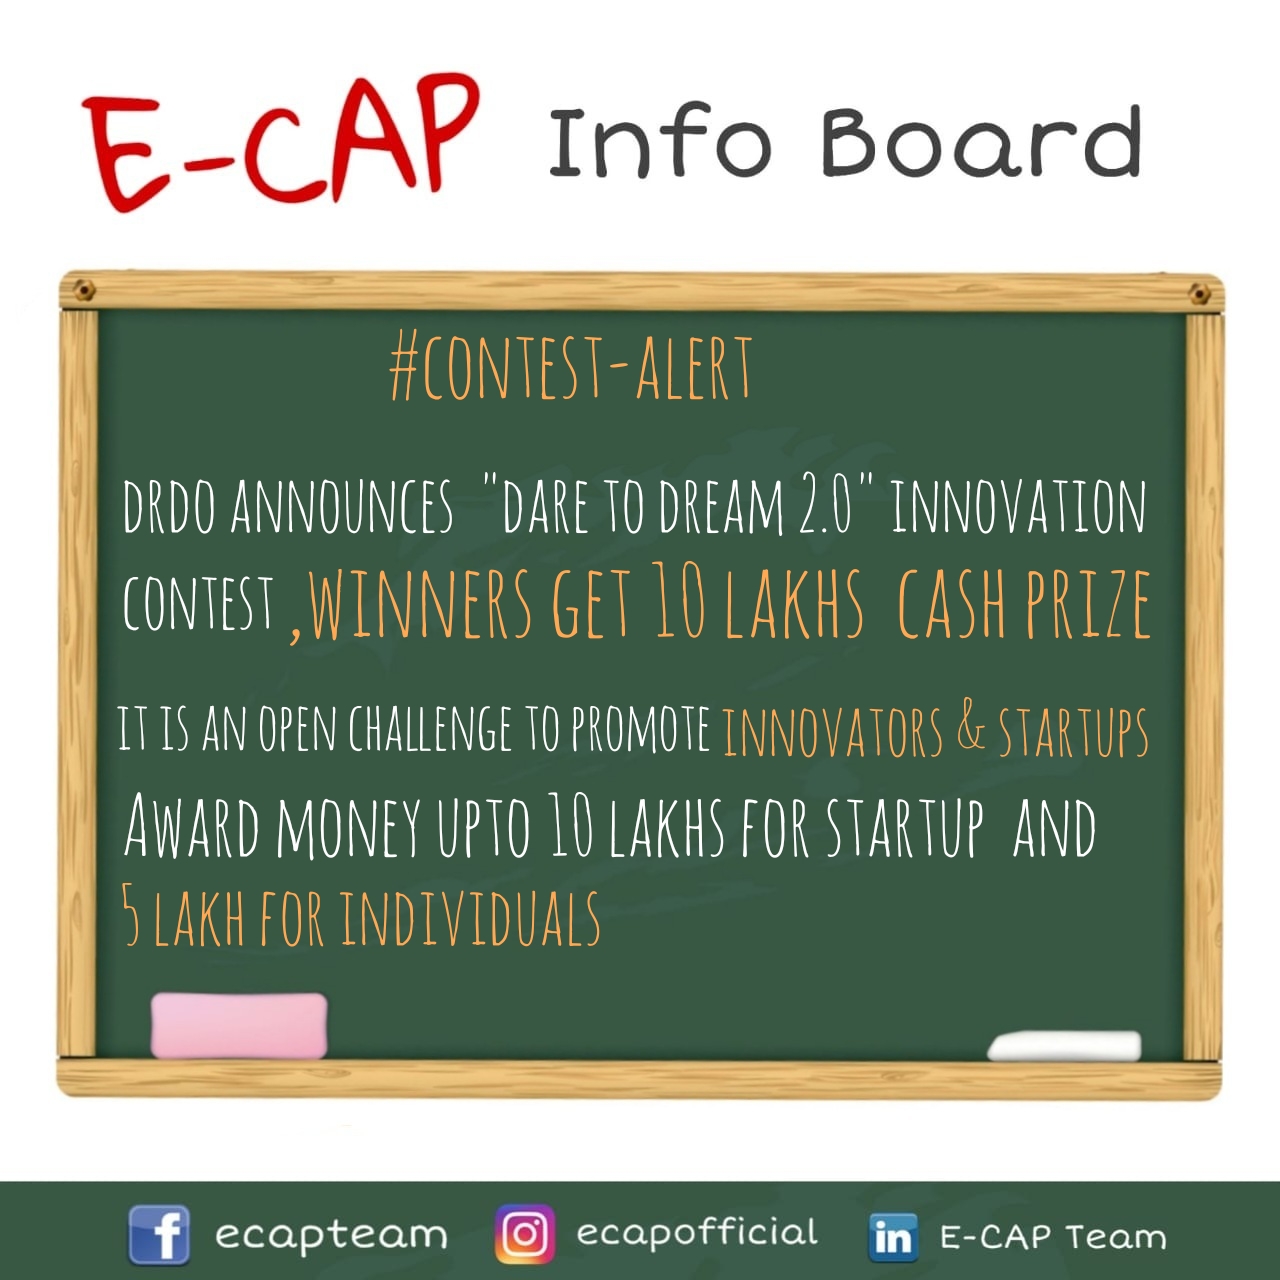 E-CAP Info Board
#CONTEST-ALERT
DRDO ANNOUNCES "DARE TO DREAM 2.0" INNOVATION
CONTEST ,WINNERS GET 10 LAKHS CASH PRIZE
IT IS AN OPEN CHALLENGE TO PROMOTE INNOVATORS & STARTUPS
AWARD MONEY UPTO 10 LAKHS FOR STARTUP AND
5 LAKH FOR INDIVIDUALS
ecapteam ecapofficial in E-CAP Team